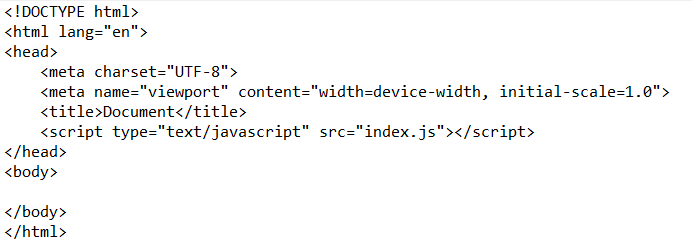 <!DOCTYPE html>
<html lang="en">
<head>
    <meta charset="UTF-8">
    <meta name="viewport" content="width=device-width, initial-scale=1.0">
    <title>Document</title>
    <script type="text/javascript" src="index.js"></script>
</head>
<body>

</body>
</html>